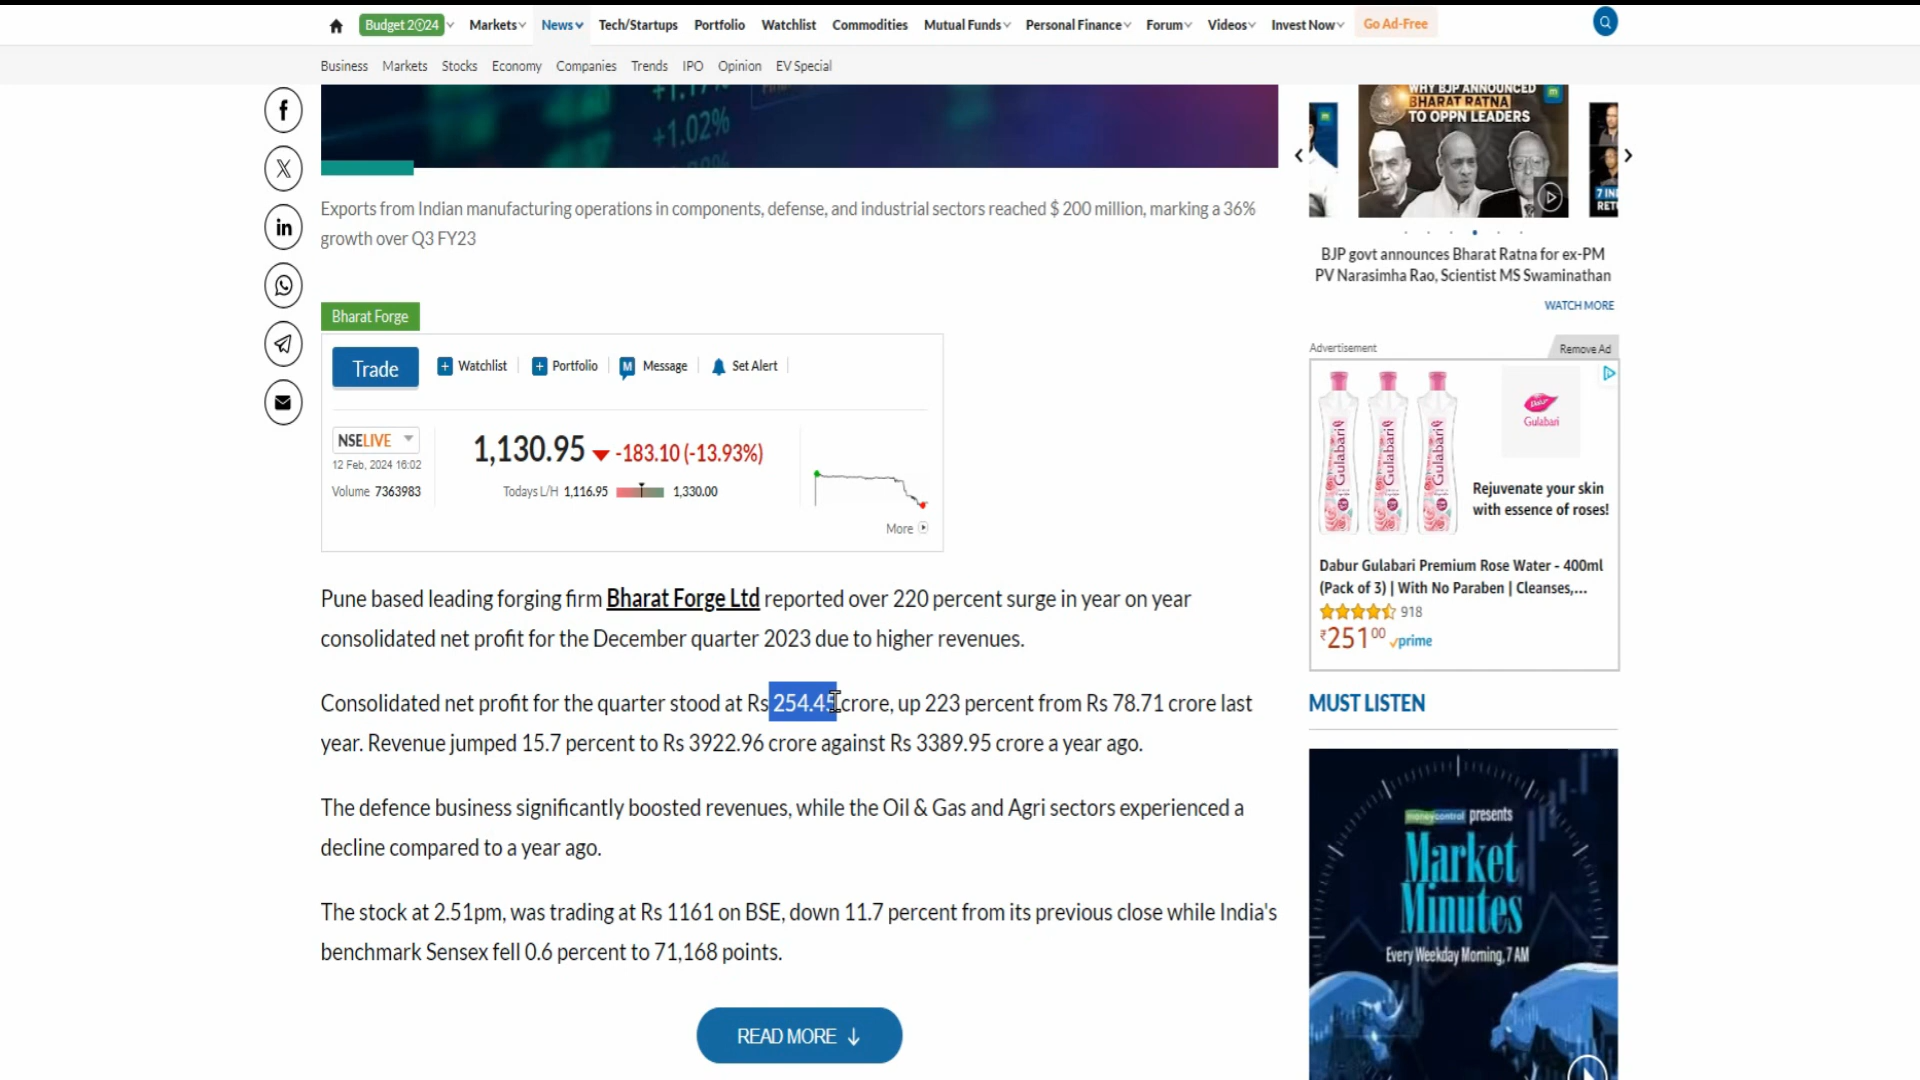 Budget 2024
Markets
News
Tech/Startups
Portfolio
Watchlist
Commodities
Mutual Funds
Personal Finance
Forum
Videos
Invest Now
Go Ad-Free
Business
Markets
Stocks
Economy
Companies
Trends
IPO
Opinion
EV Special
+1.02%
Exports from Indian manufacturing operations in components, defense, and industrial sectors reached $ 200 million, marking a 36%
growth over Q3 FY23
Bharat Forge
Trade
Watchlist
Portfolio
M Message
Set Alert
NSELIVE
1,130.95
-183.10 (-13.93%)
12 Feb, 2024 16:02
Volume 7363983
Todays L/H 1,116.95
1,330.00
More
Pune based leading forging firm Bharat Forge Ltd reported over 220 percent surge in year on year
consolidated net profit for the December quarter 2023 due to higher revenues.
Consolidated net profit for the quarter stood at Rs 254.45 crore, up 223 percent from Rs 78.71 crore last
year. Revenue jumped 15.7 percent to Rs 3922.96 crore against Rs 3389.95 crore a year ago.
The defence business significantly boosted revenues, while the Oil & Gas and Agri sectors experienced a
decline compared to a year ago.
The stock at 2.51pm, was trading at Rs 1161 on BSE, down 11.7 percent from its previous close while India's
benchmark Sensex fell 0.6 percent to 71,168 points.
READ MORE
WHY BJP ANNOUNCED
BHARAT RATNA
TO OPPN LEADERS
7 IN
RET
BJP govt announces Bharat Ratna for ex-PM
PV Narasimha Rao, Scientist MS Swaminathan
WATCH MORE
Advertisement
Remove Ad
Gulabari
Gulabari
Gulabari
Dabur
Gulabari
Rejuvenate your skin
with essence of roses!
Dabur Gulabari Premium Rose Water - 400ml
(Pack of 3) | With No Paraben | Cleanses,...
918
₹25100 prime
MUST LISTEN
moneycontrol presents
Market
Minutes
Every Weekday Morning, 7 AM